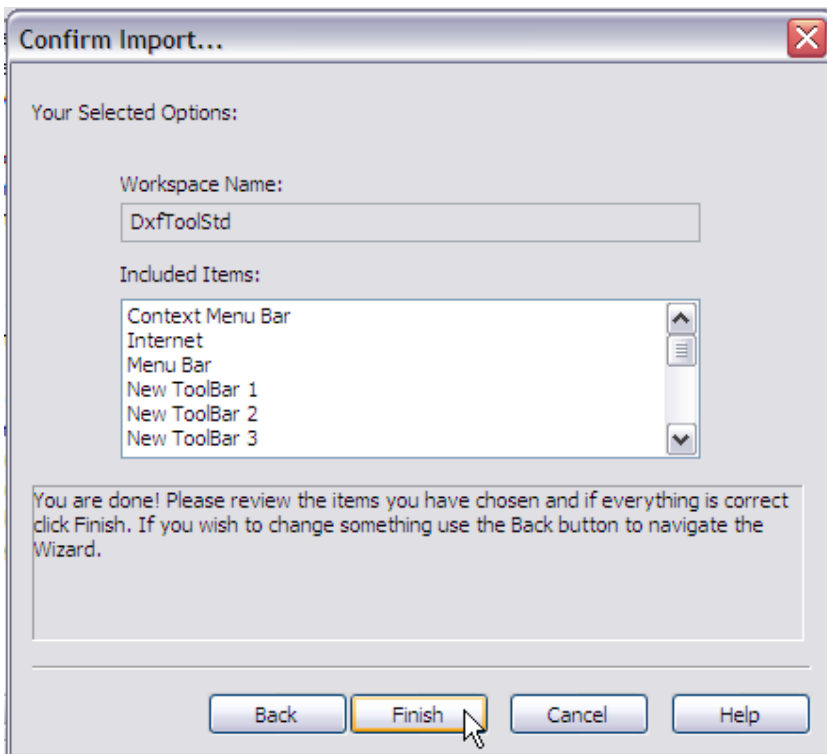 Confirm Import...
Your Selected Options:
Workspace Name:
DxfToolStd
Included Items:
Context Menu Bar
Internet
Menu Bar
New ToolBar 1
New ToolBar 2
New ToolBar 3
You are done! Please review the items you have chosen and if everything is correct
click Finish. If you wish to change something use the Back button to navigate the
Wizard.
Back Finish Cancel Help